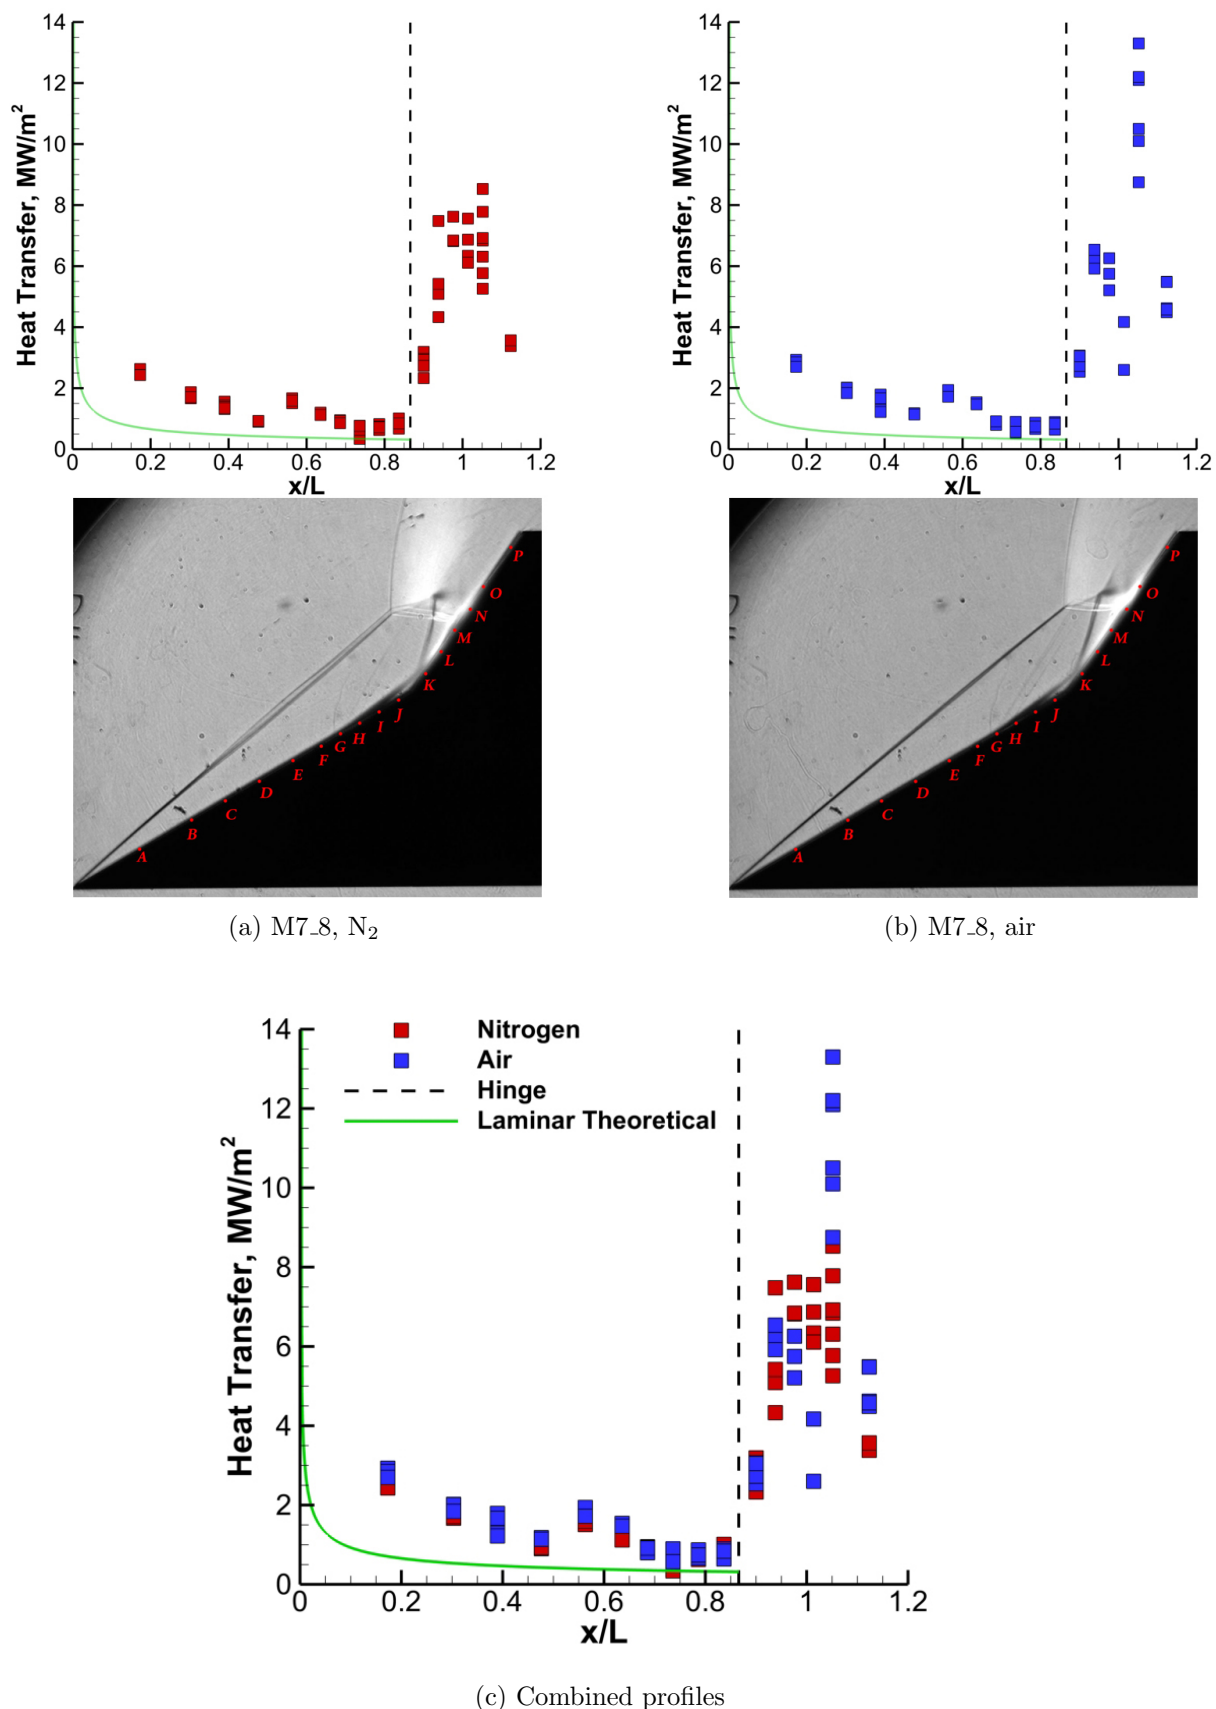 14
12
10
8
6
4
2
0
Heat Transfer, MW/m²
0 0.2 0.4 0.6 0.8 1 1.2
x/L
14
12
10
8
6
4
2
0
Heat Transfer, MW/m²
0 0.2 0.4 0.6 0.8 1 1.2
x/L
P
O
N
M
L
K
J
I
H
G
F
E
D
C
B
A
P
O
N
M
L
K
J
I
H
G
F
E
D
C
B
A
(a) M7_8, N₂
(b) M7_8, air
14
12
10
8
6
4
2
0
Heat Transfer, MW/m²
Nitrogen
Air
Hinge
Laminar Theoretical
0 0.2 0.4 0.6 0.8 1 1.2
x/L
(c) Combined profiles